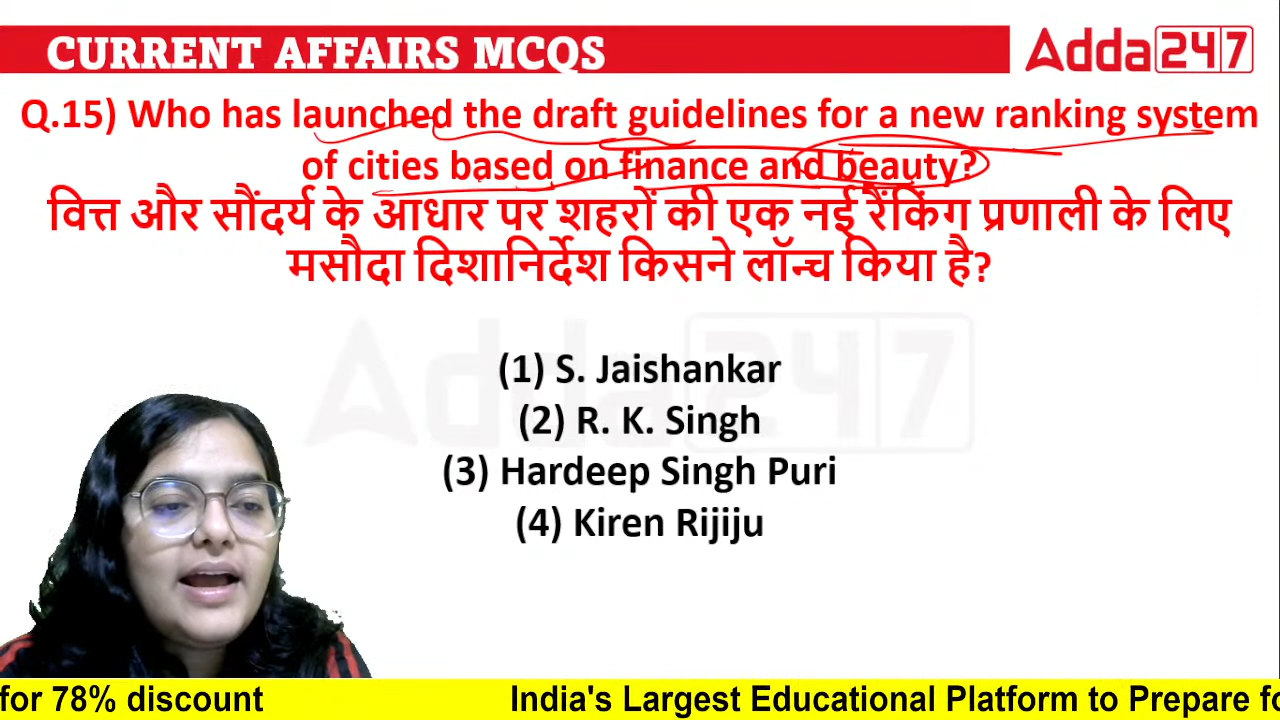 CURRENT AFFAIRS MCQS
Adda247
Q.15) Who has launched the draft guidelines for a new ranking system
of cities based on finance and beauty?
वित्त और सौंदर्य के आधार पर शहरों की एक नई रैंकिंग प्रणाली के लिए
मसौदा दिशानिर्देश किसने लॉन्च किया है?
Adda247
(1) S. Jaishankar
(2) R. K. Singh
(3) Hardeep Singh Puri
(4) Kiren Rijiju
for 78% discount India's Largest Educational Platform to Prepare fo